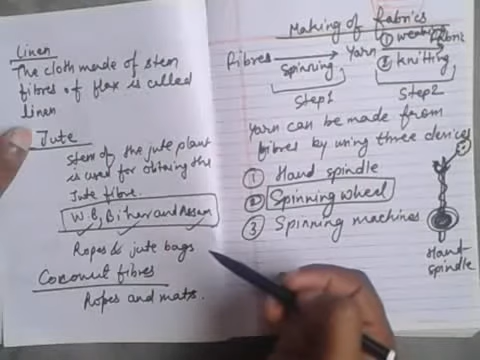 Linen
The cloth made of stem
fibres of flax is called
linen
Jute
stem of the jute plant
is used for obtaining the
Jute fibre.
W.B, Bihar and Assam
Ropes & jute bags
Coconut fibres
Ropes and mats.
Making of fabrics
Fibres → Yarn ① weaving fabric
Spinning ② knitting
Step1 Step2
Yarn can be made from
fibres by using three devices
① Hand spindle
② Spinning wheel
③ Spinning machines
Hand
spindle